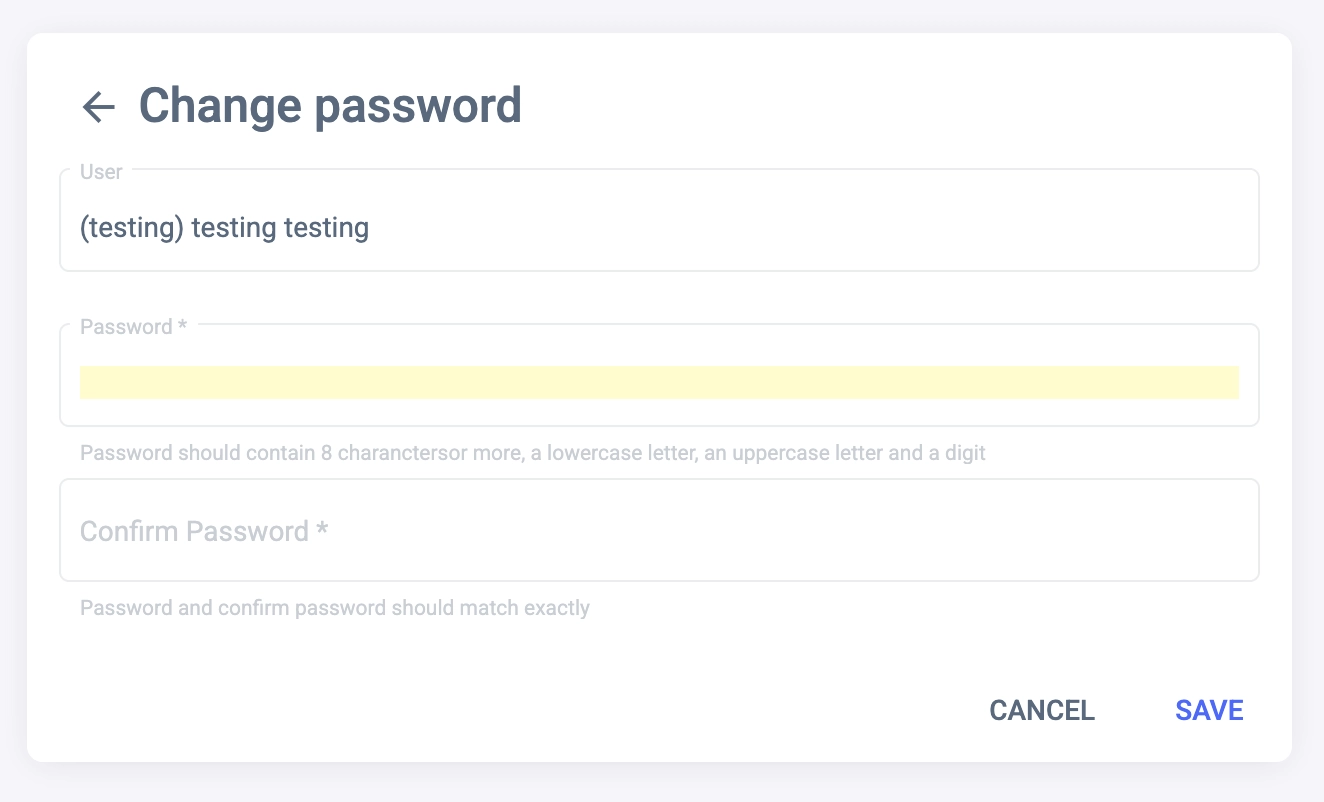 Change password
User
(testing) testing testing
Password *
Password should contain 8 charanctersor more, a lowercase letter, an uppercase letter and a digit
Confirm Password *
Password and confirm password should match exactly
CANCEL SAVE